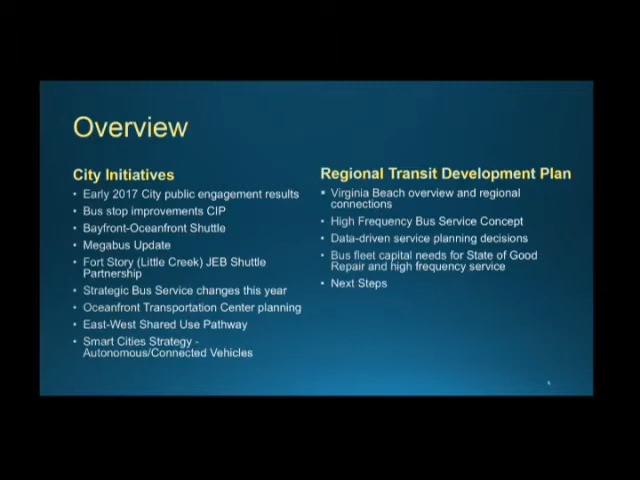 Overview
City Initiatives
• Early 2017 City public engagement results
• Bus stop improvements CIP
• Bayfront-Oceanfront Shuttle
• Megabus Update
• Fort Story (Little Creek) JEB Shuttle
Partnership
• Strategic Bus Service changes this year
• Oceanfront Transportation Center planning
• East-West Shared Use Pathway
• Smart Cities Strategy -
Autonomous/Connected Vehicles
Regional Transit Development Plan
• Virginia Beach overview and regional
connections
• High Frequency Bus Service Concept
• Data-driven service planning decisions
• Bus fleet capital needs for State of Good
Repair and high frequency service
• Next Steps